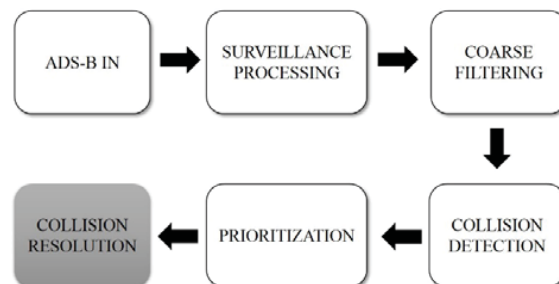 ADS-B IN
SURVEILLANCE
PROCESSING
COARSE
FILTERING
COLLISION
DETECTION
PRIORITIZATION
COLLISION
RESOLUTION